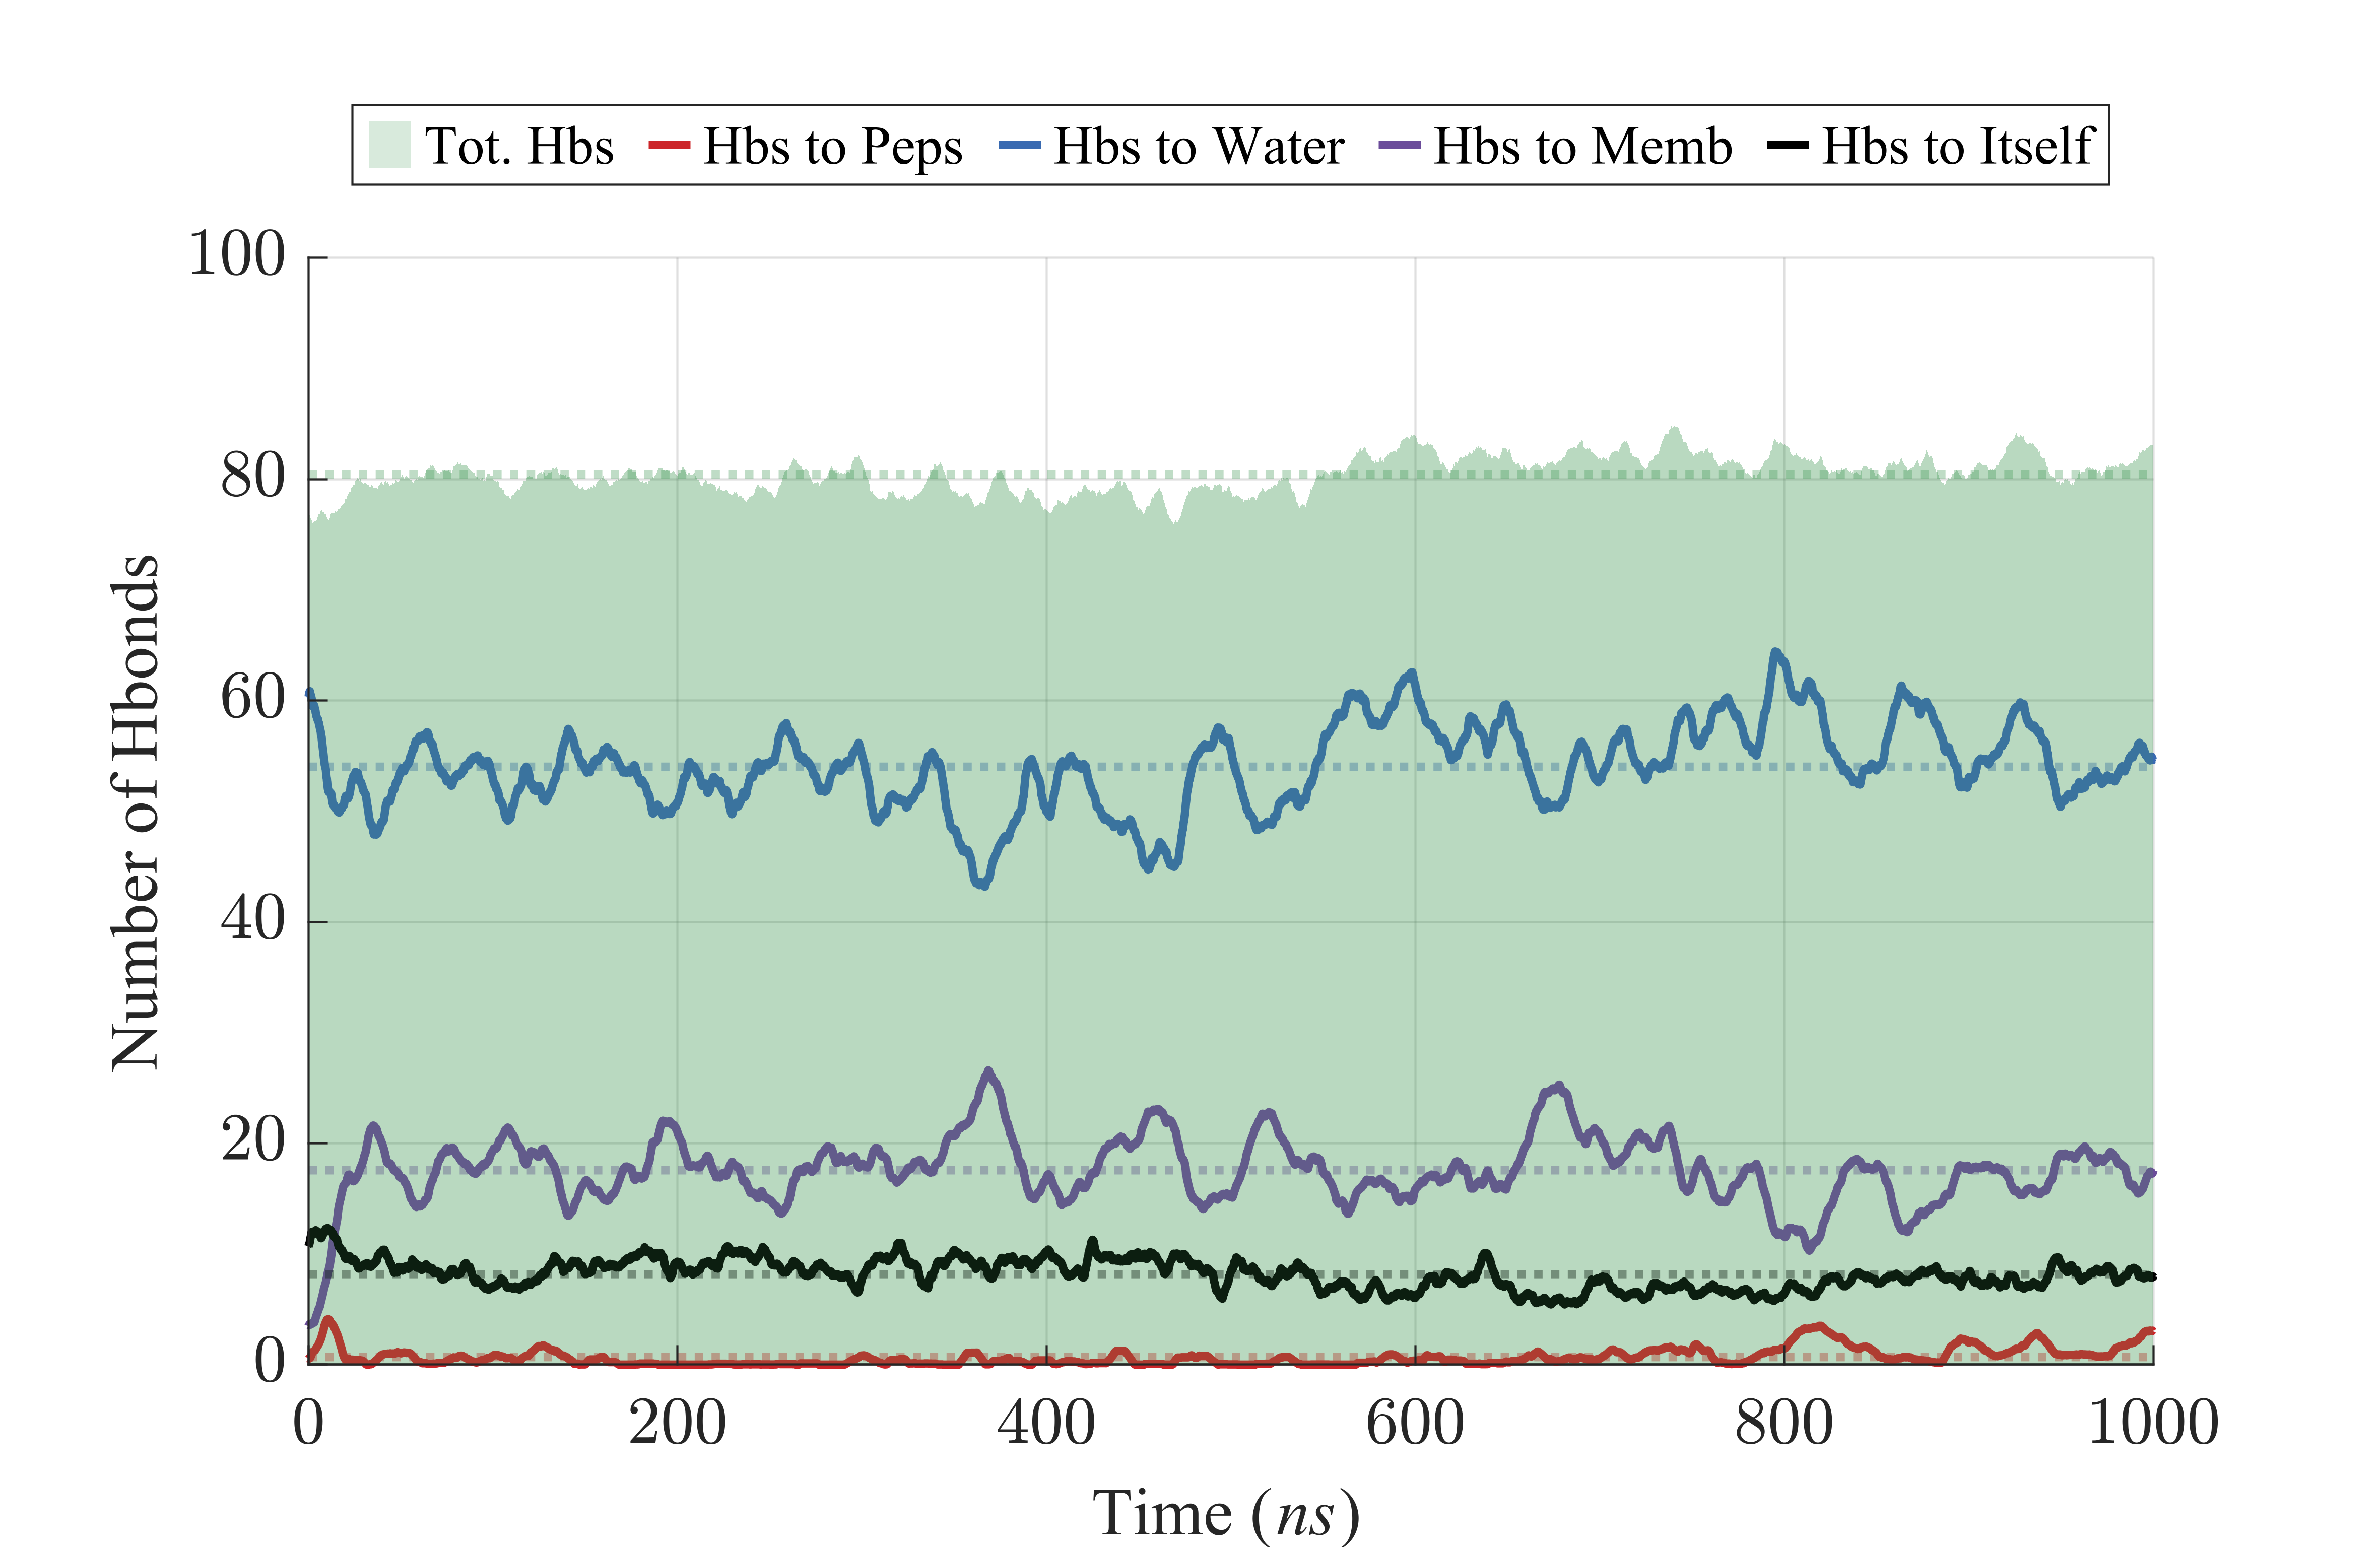 Tot. Hbs Hbs to Peps Hbs to Water Hbs to Memb Hbs to Itself
100
80
60
40
20
0
Number of Hbonds
0 200 400 600 800 1000
Time (ns)